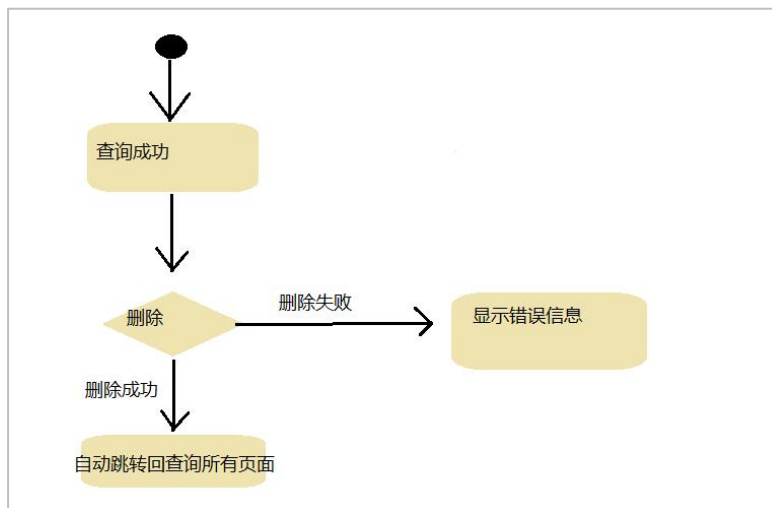 查询成功
删除失败
删除
显示错误信息
删除成功
自动跳转回查询所有页面